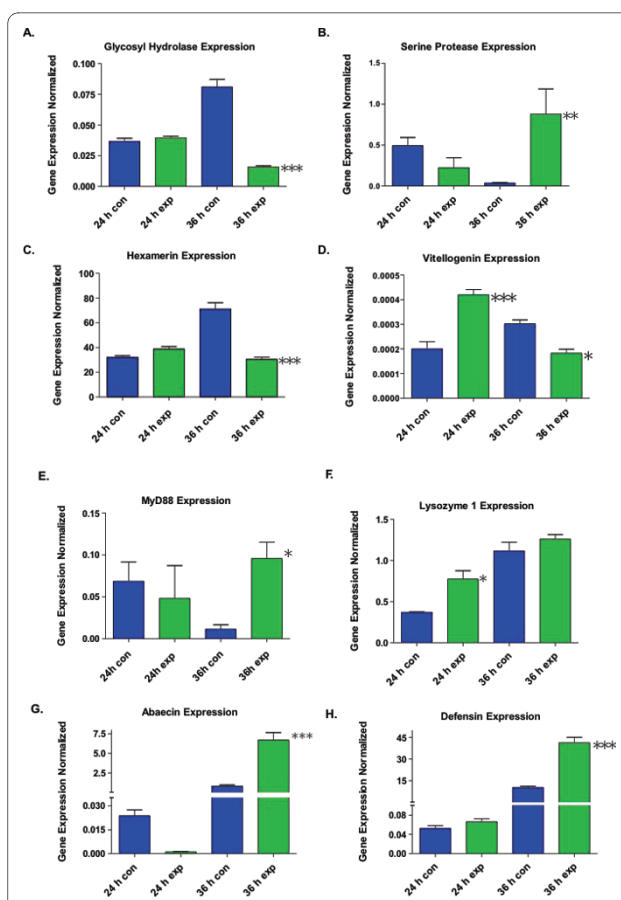 A.
Glycosyl Hydrolase Expression
Gene Expression Normalized
0.100
0.075
0.050
0.025
0.000
***
24 h con
24 h exp
36 h con
36 h exp
B.
Serine Protease Expression
Gene Expression Normalized
1.5
1.0
0.5
0.0
**
24 h con
24 h exp
36 h con
36 h exp
C.
Hexamerin Expression
Gene Expression Normalized
100
80
60
40
20
0
***
24 h con
24 h exp
36 h con
36 h exp
D.
Vitellogenin Expression
Gene Expression Normalized
0.0005
0.0004
0.0003
0.0002
0.0001
0.0000
***
*
24 h con
24 h exp
36 h con
36 h exp
E.
MyD88 Expression
Gene Expression Normalized
0.15
0.10
0.05
0.00
*
24h con
24h exp
36h con
36h exp
F.
Lysozyme 1 Expression
Gene Expression Normalized
1.5
1.0
0.5
0.0
*
24 h con
24 h exp
36 h con
36 h exp
G.
Abaecin Expression
Gene Expression Normalized
7.5
5.0
2.5
0.030
0.015
0.000
***
24 h con
24 h exp
36 h con
36 h exp
H.
Defensin Expression
Gene Expression Normalized
45
30
15
0.08
0.04
0.00
***
24 h con
24 h exp
36 h con
36 h exp